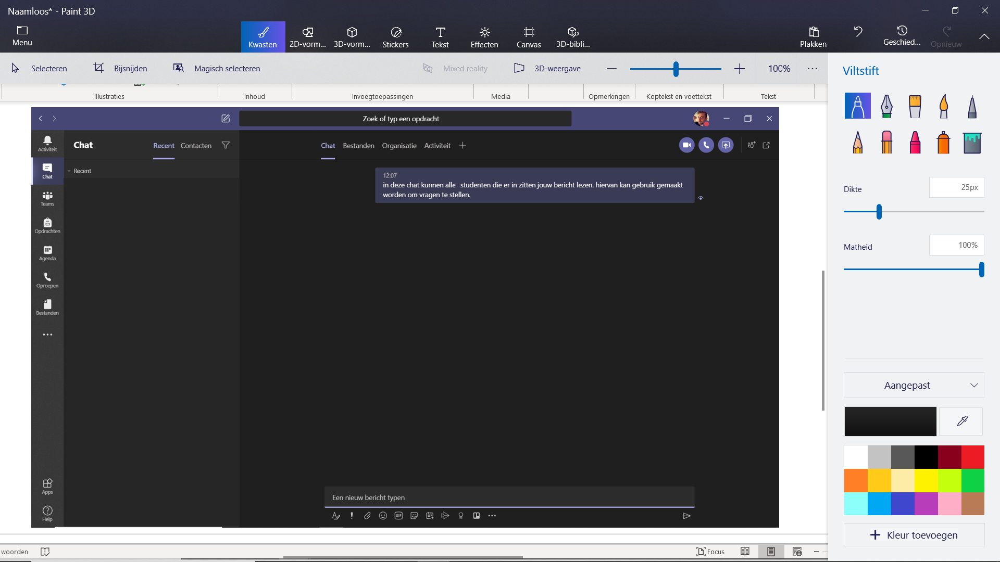 Naamloos* - Paint 3D
Menu
Kwasten
2D-vorm...
3D-vorm...
Stickers
Tekst
Effecten
Canvas
3D-bibli...
Plakken
Geschied...
Opnieuw
Selecteren
Bijsnijden
Magisch selecteren
Mixed reality
3D-weergave
100%
Viltstift
Illustraties
Inhoud
Invoegtoepassingen
Media
Opmerkingen
Koptekst en voettekst
Tekst
Zoek of typ een opdracht
Activiteit
Chat
Teams
Opdrachten
Agenda
Oproepen
Bestanden
Apps
Help
Chat
Recent
Contacten
Recent
Chat
Bestanden
Organisatie
Activiteit
12:07
in deze chat kunnen alle studenten die er in zitten jouw bericht lezen. hiervan kan gebruik gemaakt
worden om vragen te stellen.
Een nieuw bericht typen
GIF
Dikte
25px
Matheid
100%
Aangepast
Kleur toevoegen
woorden
Focus